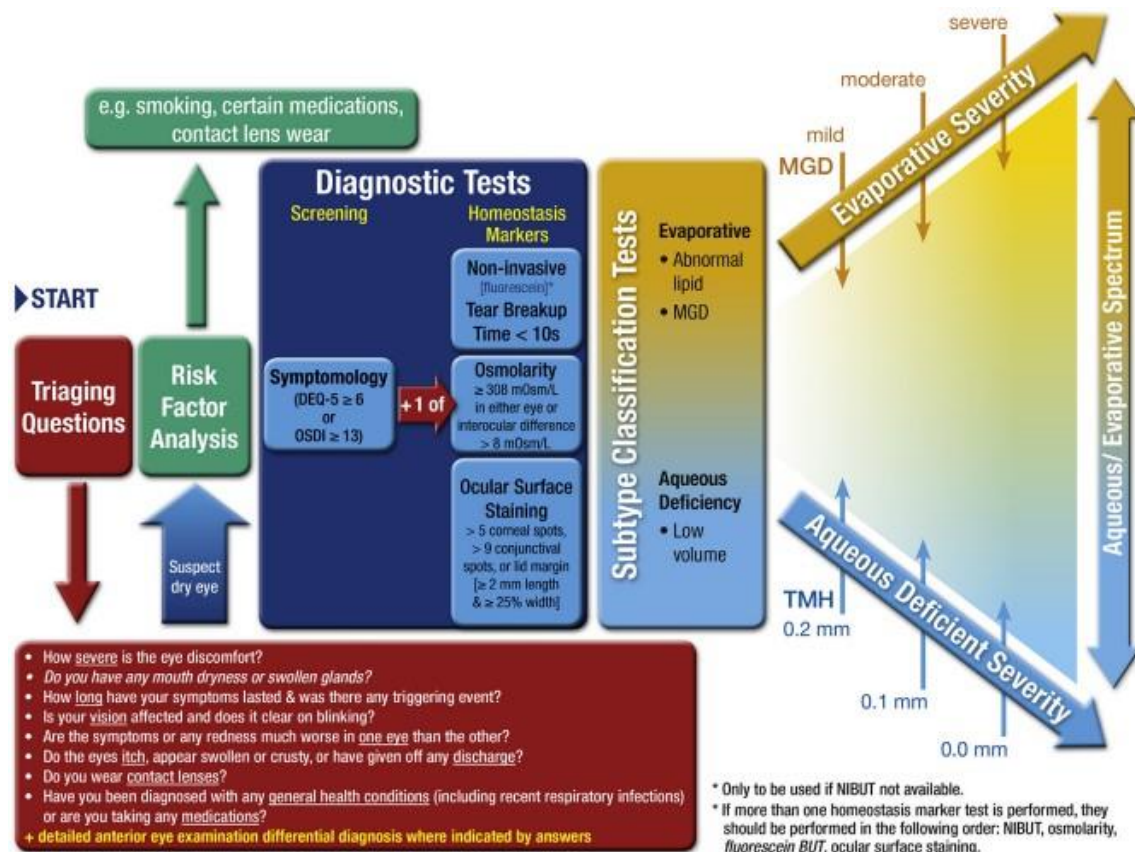 e.g. smoking, certain medications,
contact lens wear
▶START
Triaging
Questions
Risk
Factor
Analysis
Suspect
dry eye
Diagnostic Tests
Screening
Homeostasis
Markers
Symptomology
(DEQ-5 ≥ 6
or
OSDI ≥ 13)
+1 of
Non-invasive
[fluorescein]*
Tear Breakup
Time < 10s
Osmolarity
≥ 308 mOsm/L
in either eye or
interocular difference
> 8 mOsm/L
Ocular Surface
Staining
> 5 corneal spots,
> 9 conjunctival
spots, or lid margin
[≥ 2 mm length
& ≥ 25% width]
Subtype Classification Tests
Evaporative
• Abnormal
lipid
• MGD
Aqueous
Deficiency
• Low
volume
severe
moderate
mild
MGD
Evaporative Severity
Aqueous/ Evaporative Spectrum
Aqueous Deficient Severity
TMH
0.2 mm
0.1 mm
0.0 mm
• How severe is the eye discomfort?
• Do you have any mouth dryness or swollen glands?
• How long have your symptoms lasted & was there any triggering event?
• Is your vision affected and does it clear on blinking?
• Are the symptoms or any redness much worse in one eye than the other?
• Do the eyes itch, appear swollen or crusty, or have given off any discharge?
• Do you wear contact lenses?
• Have you been diagnosed with any general health conditions (including recent respiratory infections)
or are you taking any medications?
+ detailed anterior eye examination differential diagnosis where indicated by answers
* Only to be used if NIBUT not available.
* If more than one homeostasis marker test is performed, they
should be performed in the following order: NIBUT, osmolarity,
fluorescein BUT, ocular surface staining.